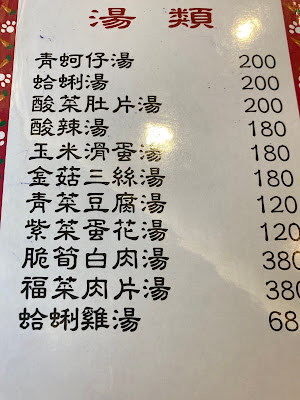 湯類
青蚵仔湯 200
蛤蜊湯 200
酸菜肚片湯 200
酸辣湯 180
玉米滑蛋湯 180
金菇三絲湯 180
青菜豆腐湯 120
紫菜蛋花湯 120
脆筍白肉湯 380
福菜肉片湯 380
蛤蜊雞湯 68